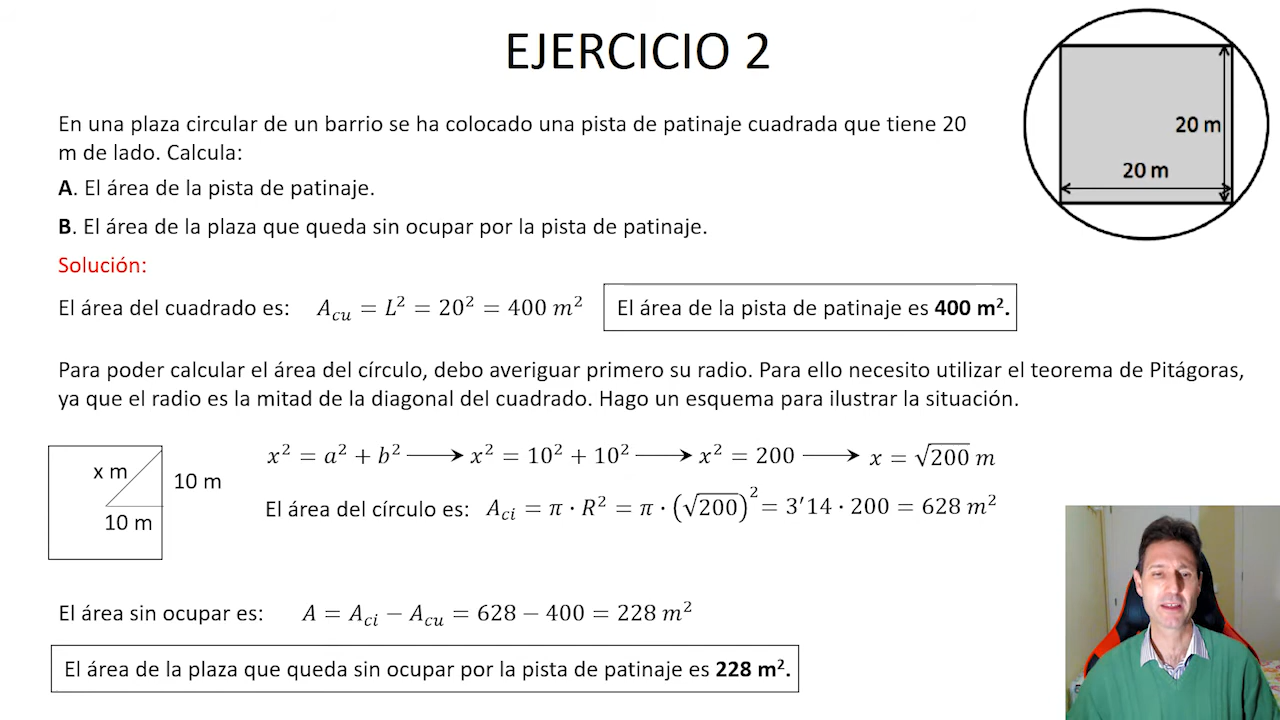 EJERCICIO 2
En una plaza circular de un barrio se ha colocado una pista de patinaje cuadrada que tiene 20
m de lado. Calcula:
A. El área de la pista de patinaje.
B. El área de la plaza que queda sin ocupar por la pista de patinaje.
20 m
20 m
Solución:
El área del cuadrado es: A_cu = L² = 20² = 400 m² El área de la pista de patinaje es 400 m².
Para poder calcular el área del círculo, debo averiguar primero su radio. Para ello necesito utilizar el teorema de Pitágoras,
ya que el radio es la mitad de la diagonal del cuadrado. Hago un esquema para ilustrar la situación.
x m
10 m
10 m
x² = a² + b² → x² = 10² + 10² → x² = 200 → x = √200 m
El área del círculo es: A_ci = π · R² = π · (√200)² = 3'14 · 200 = 628 m²
El área sin ocupar es: A = A_ci − A_cu = 628 − 400 = 228 m²
El área de la plaza que queda sin ocupar por la pista de patinaje es 228 m².